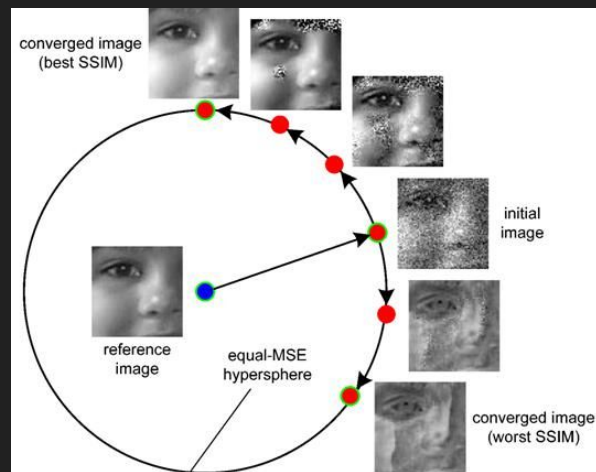 converged image
(best SSIM)
initial
image
reference
image
equal-MSE
hypersphere
converged image
(worst SSIM)